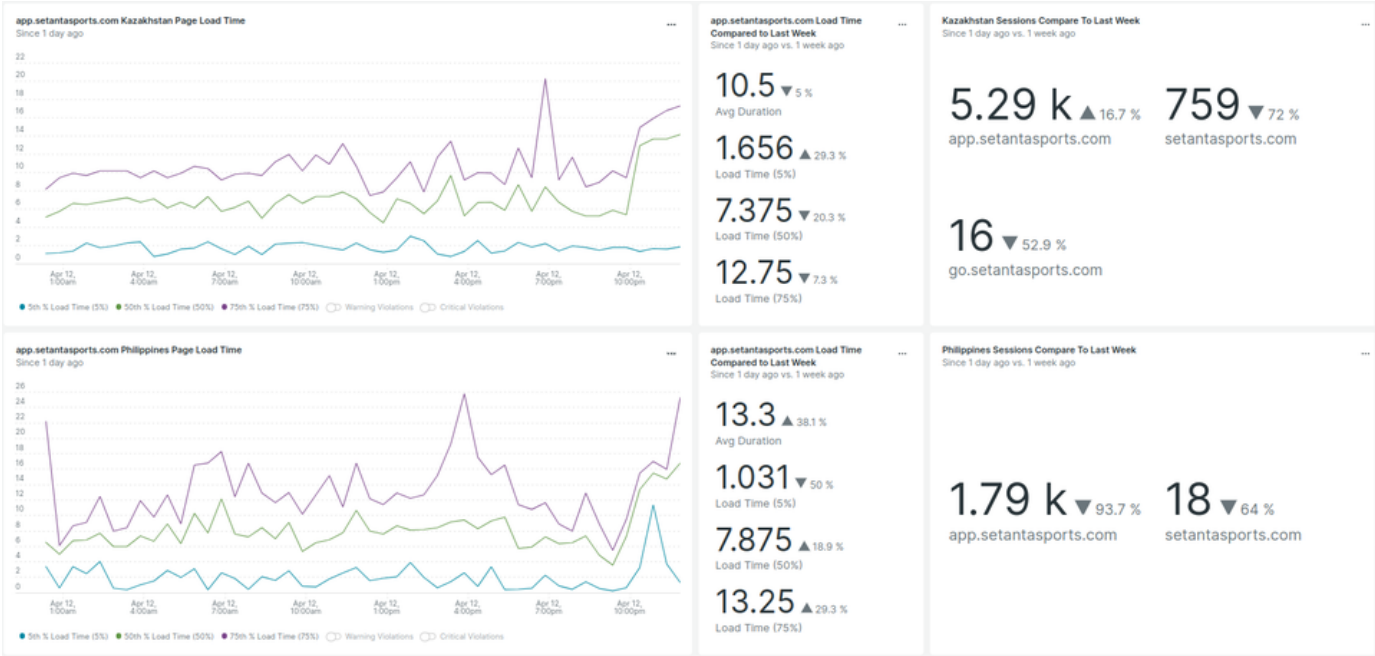 app.setantasports.com Kazakhstan Page Load Time
...
Since 1 day ago
22
20
18
16
14
12
10
8
6
4
2
0
Apr 12,
1:00am
Apr 12,
4:00am
Apr 12,
7:00am
Apr 12,
10:00am
Apr 12,
1:00pm
Apr 12,
4:00pm
Apr 12,
7:00pm
Apr 12,
10:00pm
5th % Load Time (5%) 50th % Load Time (50%) 75th % Load Time (75%) Warning Violations Critical Violations
app.setantasports.com Load Time
Compared to Last Week
...
Since 1 day ago vs. 1 week ago
10.5 ▼ 5 %
Avg Duration
1.656 ▲ 29.3 %
Load Time (5%)
7.375 ▼ 20.3 %
Load Time (50%)
12.75 ▼ 7.3 %
Load Time (75%)
Kazakhstan Sessions Compare To Last Week
...
Since 1 day ago vs. 1 week ago
5.29 k ▲ 16.7 %
app.setantasports.com
759 ▼ 72 %
setantasports.com
16 ▼ 52.9 %
go.setantasports.com
app.setantasports.com Philippines Page Load Time
...
Since 1 day ago
26
24
22
20
18
16
14
12
10
8
6
4
2
0
Apr 12,
1:00am
Apr 12,
4:00am
Apr 12,
7:00am
Apr 12,
10:00am
Apr 12,
1:00pm
Apr 12,
4:00pm
Apr 12,
7:00pm
Apr 12,
10:00pm
5th % Load Time (5%) 50th % Load Time (50%) 75th % Load Time (75%) Warning Violations Critical Violations
app.setantasports.com Load Time
Compared to Last Week
...
Since 1 day ago vs. 1 week ago
13.3 ▲ 38.1 %
Avg Duration
1.031 ▼ 50 %
Load Time (5%)
7.875 ▲ 18.9 %
Load Time (50%)
13.25 ▲ 29.3 %
Load Time (75%)
Philippines Sessions Compare To Last Week
...
Since 1 day ago vs. 1 week ago
1.79 k ▼ 93.7 %
app.setantasports.com
18 ▼ 64 %
setantasports.com